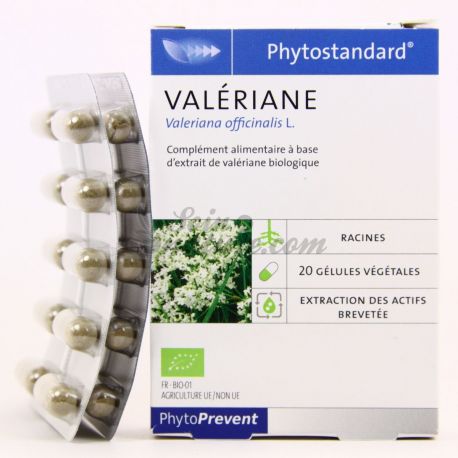 Phytostandard®
VALÉRIANE
Valeriana officinalis L.
Complément alimentaire à base
d'extrait de valériane biologique
RACINES
20 GÉLULES VÉGÉTALES
EXTRACTION DES ACTIFS
BREVETÉE
FR-BIO-01
AGRICULTURE UE/NON UE
PhytoPrevent